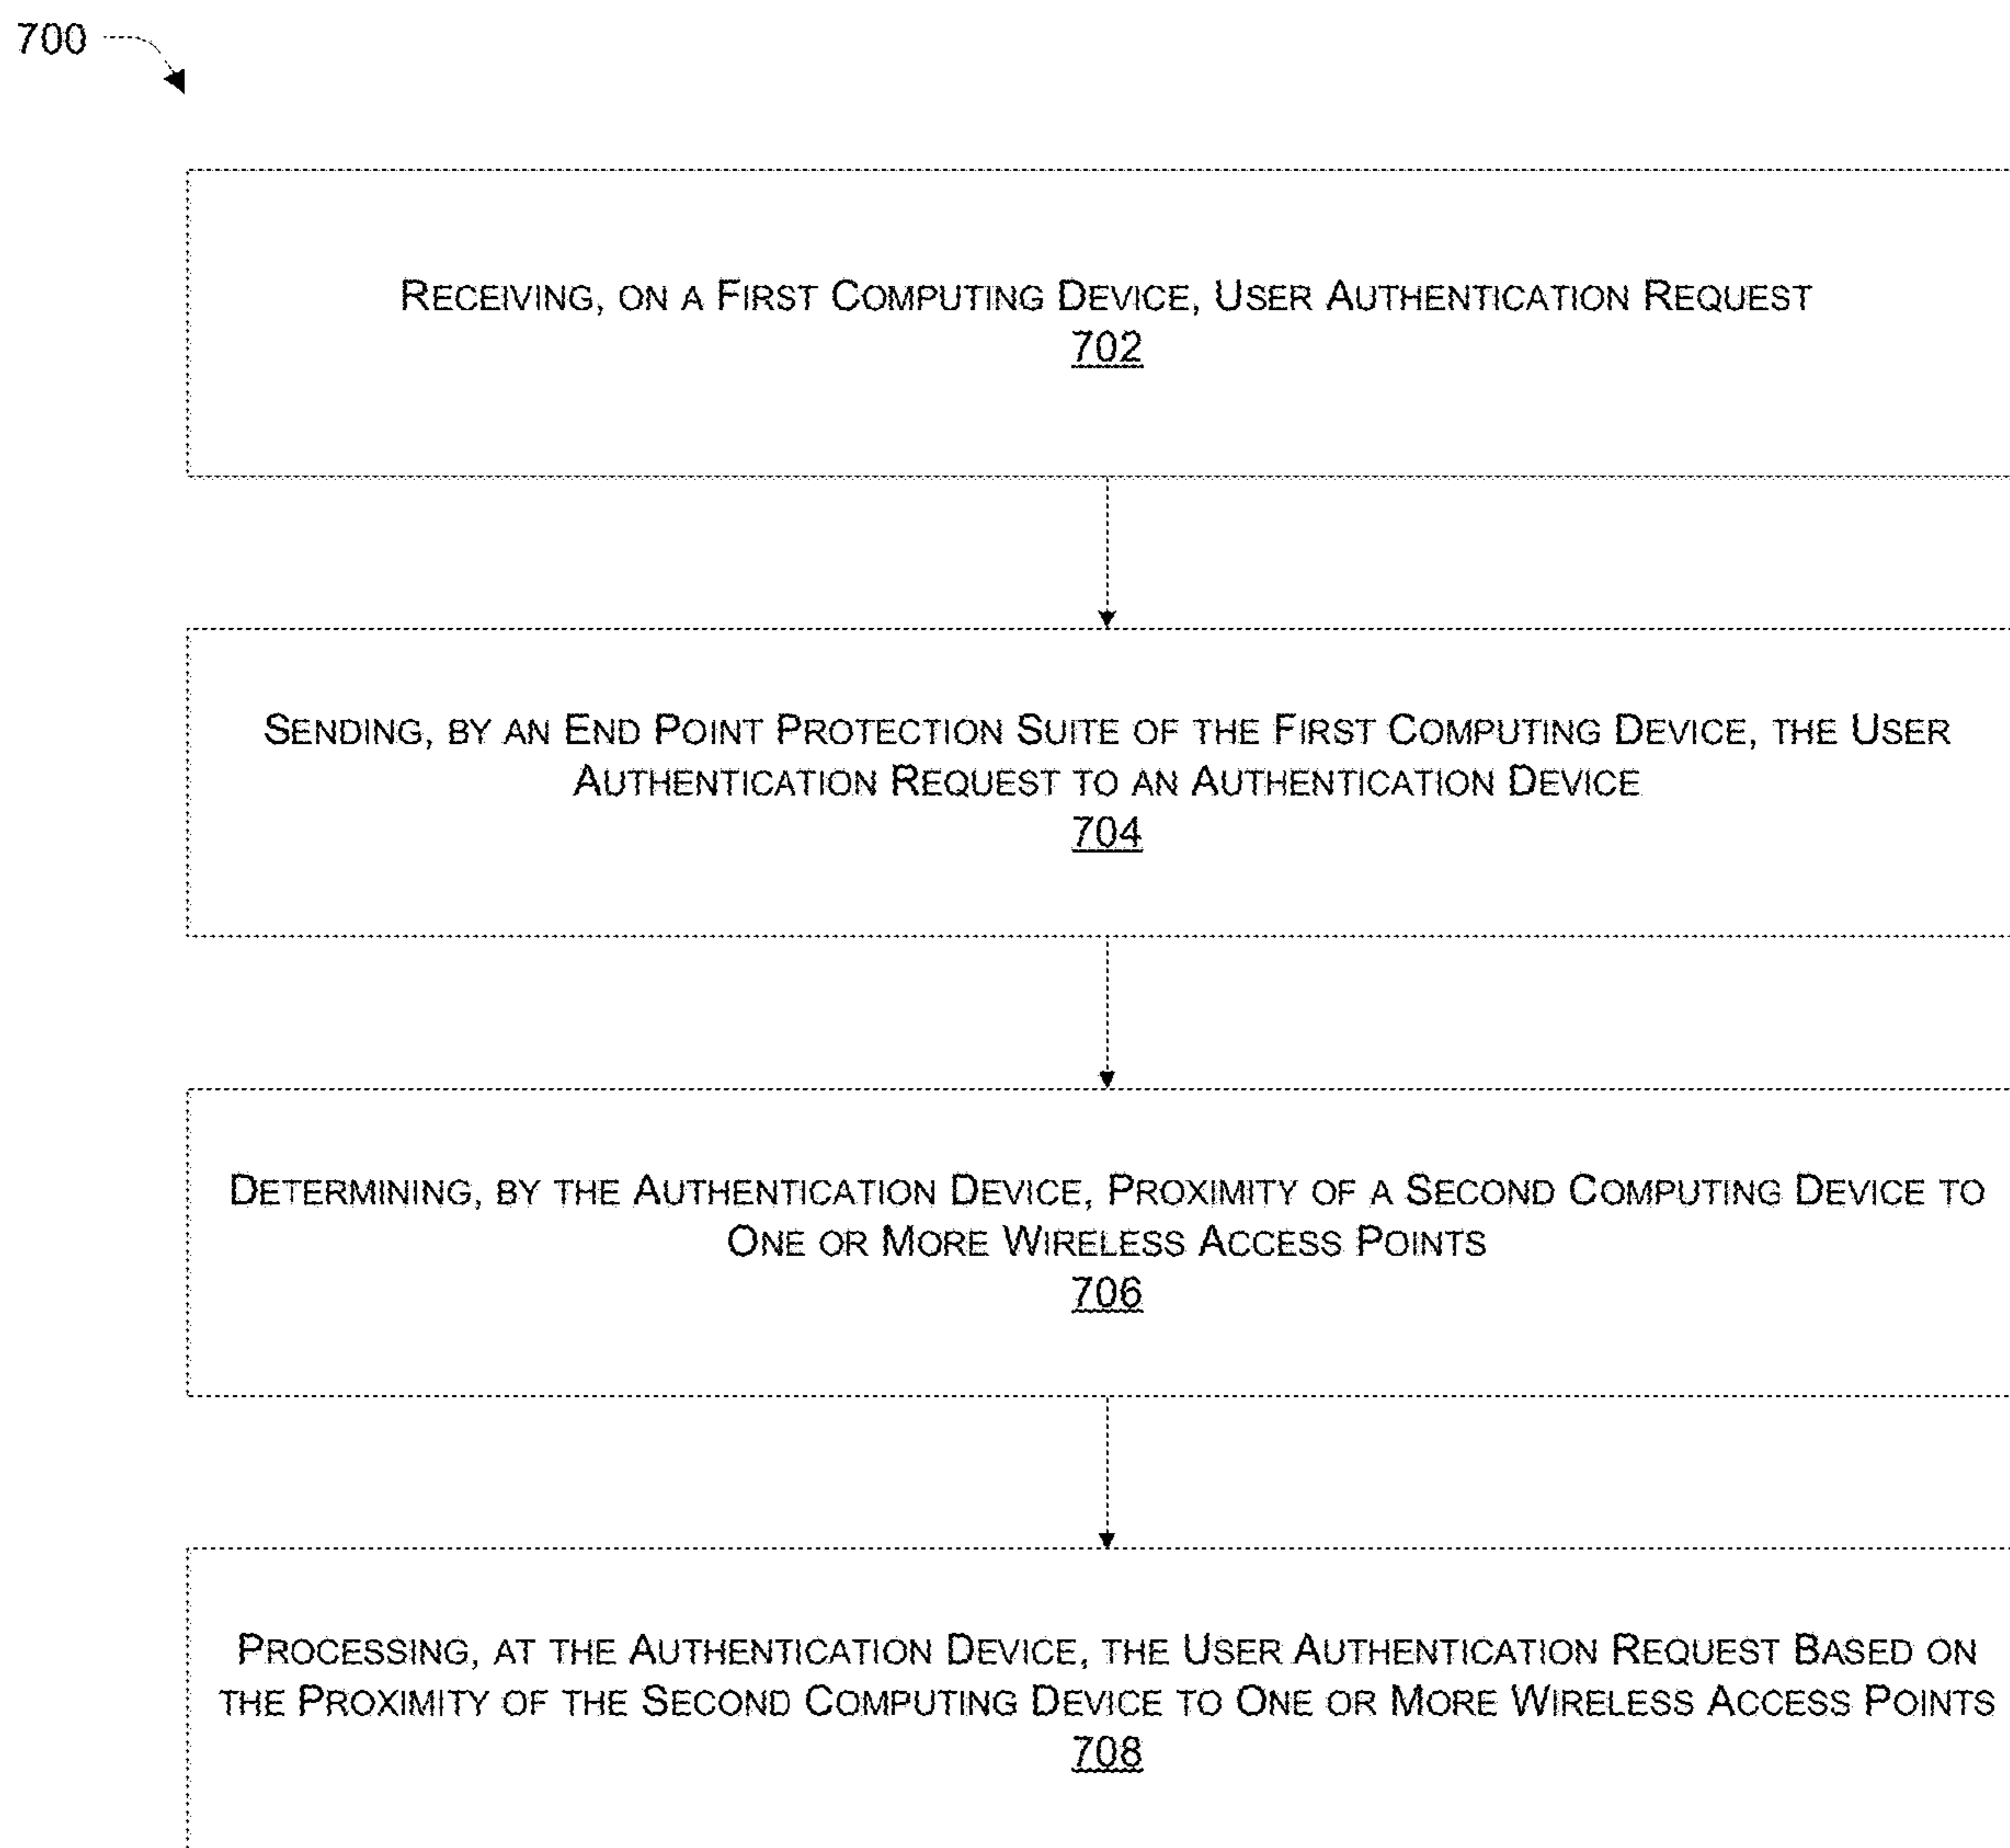 700
RECEIVING, ON A FIRST COMPUTING DEVICE, USER AUTHENTICATION REQUEST
702
SENDING, BY AN END POINT PROTECTION SUITE OF THE FIRST COMPUTING DEVICE, THE USER
AUTHENTICATION REQUEST TO AN AUTHENTICATION DEVICE
704
DETERMINING, BY THE AUTHENTICATION DEVICE, PROXIMITY OF A SECOND COMPUTING DEVICE TO
ONE OR MORE WIRELESS ACCESS POINTS
706
PROCESSING, AT THE AUTHENTICATION DEVICE, THE USER AUTHENTICATION REQUEST BASED ON
THE PROXIMITY OF THE SECOND COMPUTING DEVICE TO ONE OR MORE WIRELESS ACCESS POINTS
708